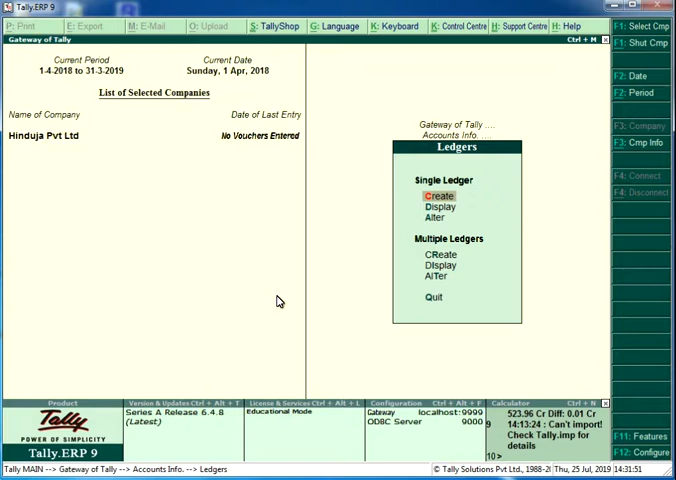 Tally.ERP 9
P: Print E: Export M: E-Mail O: Upload S: TallyShop G: Language K: Keyboard K: Control Centre H: Support Centre H: Help
F1: Select Cmp
F1: Shut Cmp
F2: Date
F2: Period
F3: Company
F3: Cmp Info
F4: Connect
F4: Disconnect
F11: Features
F12: Configure
Gateway of Tally Ctrl + M
Current Period Current Date
1-4-2018 to 31-3-2019 Sunday, 1 Apr, 2018
List of Selected Companies
Name of Company Date of Last Entry
Hinduja Pvt Ltd No Vouchers Entered
Gateway of Tally ....
Accounts Info. ....
Ledgers
Single Ledger
Create
Display
Alter
Multiple Ledgers
CReate
DIsplay
AlTer
Quit
Product
Tally
POWER OF SIMPLICITY
Tally.ERP 9
Version & Updates Ctrl + Alt + T
Series A Release 6.4.8
(Latest)
License & Services Ctrl + Alt + L
Educational Mode
Configuration Ctrl + Alt + F
Gateway localhost:9999
ODBC Server 9000
Calculator Ctrl + N
523.96 Cr Diff: 0.01 Cr
9 14:13:24 : Can't import!
Check Tally.imp for
details
10>
Tally MAIN --> Gateway of Tally --> Accounts Info. --> Ledgers © Tally Solutions Pvt Ltd., 1988-2( Thu, 25 Jul, 2019 14:31:51